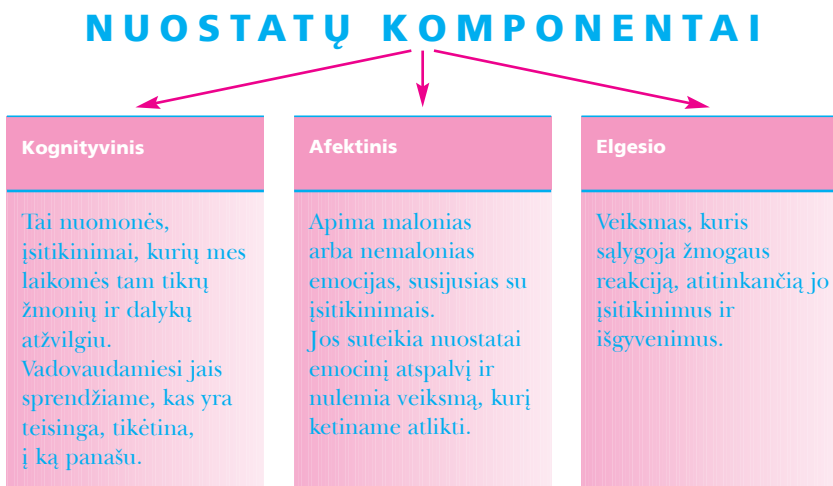 NUOSTATŲ KOMPONENTAI
Kognityvinis
Tai nuomonės,
įsitikinimai, kurių mes
laikomės tam tikrų
žmonių ir dalykų
atžvilgiu.
Vadovaudamiesi jais
sprendžiame, kas yra
teisinga, tikėtina,
į ką panašu.
Afektinis
Apima malonias
arba nemalonias
emocijas, susijusias su
įsitikinimais.
Jos suteikia nuostatai
emocinį atspalvį ir
nulemia veiksmą, kurį
ketiname atlikti.
Elgesio
Veiksmas, kuris
sąlygoja žmogaus
reakciją, atitinkančią jo
įsitikinimus ir
išgyvenimus.